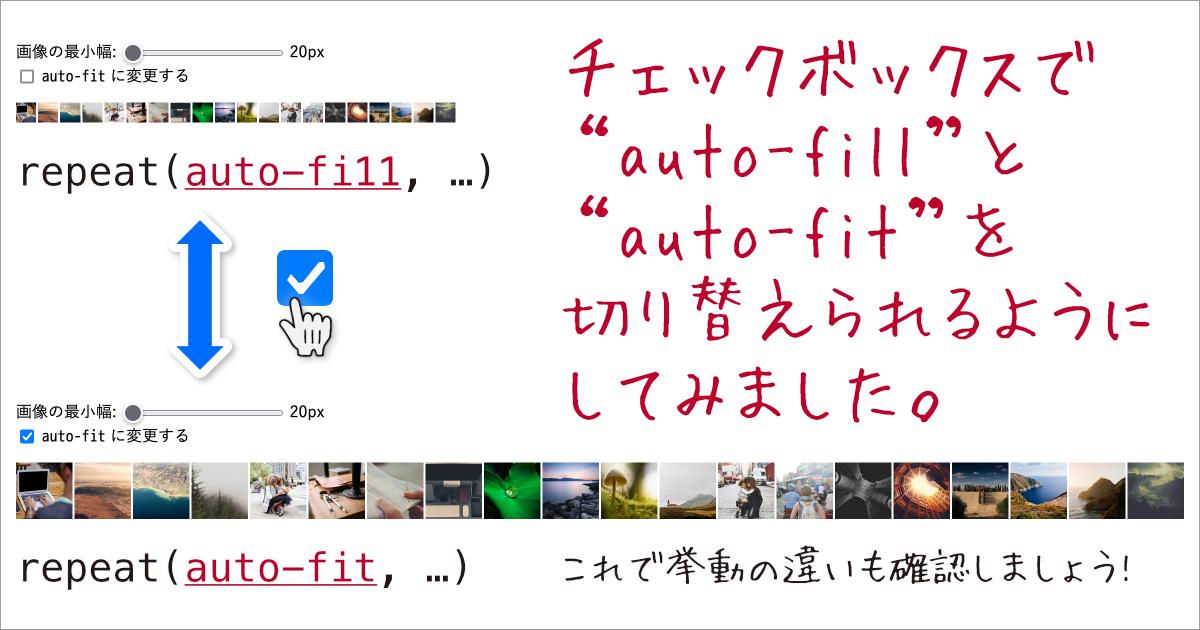 画像の最小幅: 20px
auto-fit に変更する
repeat(auto-fill, …)
画像の最小幅: 20px
auto-fit に変更する
repeat(auto-fit, …)
チェックボックスで
“auto-fill”と
“auto-fit”を
切り替えられるように
してみました。
これで挙動の違いも確認しましょう!